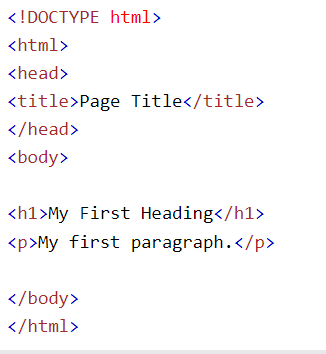 <!DOCTYPE html>
<html>
<head>
<title>Page Title</title>
</head>
<body>
<h1>My First Heading</h1>
<p>My first paragraph.</p>
</body>
</html>